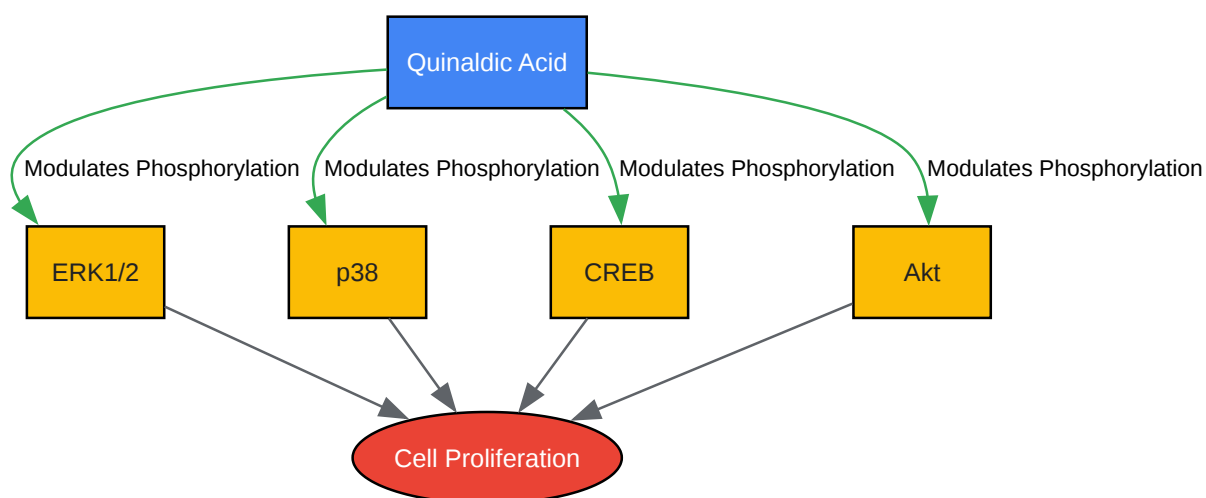 Quinaldic Acid
Modulates Phosphorylation
Modulates Phosphorylation
Modulates Phosphorylation
Modulates Phosphorylation
ERK1/2
p38
CREB
Akt
Cell Proliferation